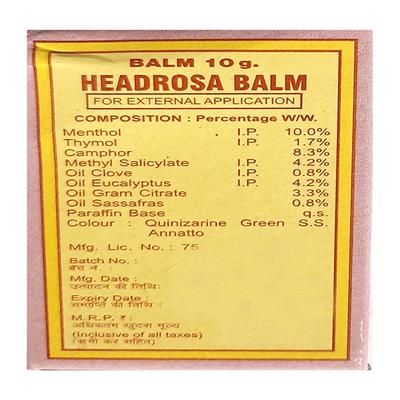 BALM 10g.
HEADROSA BALM
FOR EXTERNAL APPLICATION
COMPOSITION : Percentage W/W.
Menthol I.P. 10.0%
Thymol I.P. 1.7%
Camphor 8.3%
Methyl Salicylate I.P. 4.2%
Oil Clove I.P. 0.8%
Oil Eucalyptus I.P. 4.2%
Oil Gram Citrate 3.3%
Oil Sassafras 0.8%
Paraffin Base q.s.
Colour : Quinizarine Green S.S.
Annatto
Mfg. Lic. No. : 75
Batch No. :
बैच नं. :
Mfg. Date :
उत्पादन की तिथि:
Expiry Date :
समाप्ति की तिथि :
M.R.P. ₹ :
अधिकतम खुदरा मूल्य
(Inclusive of all taxes)
(सभी कर सहित)